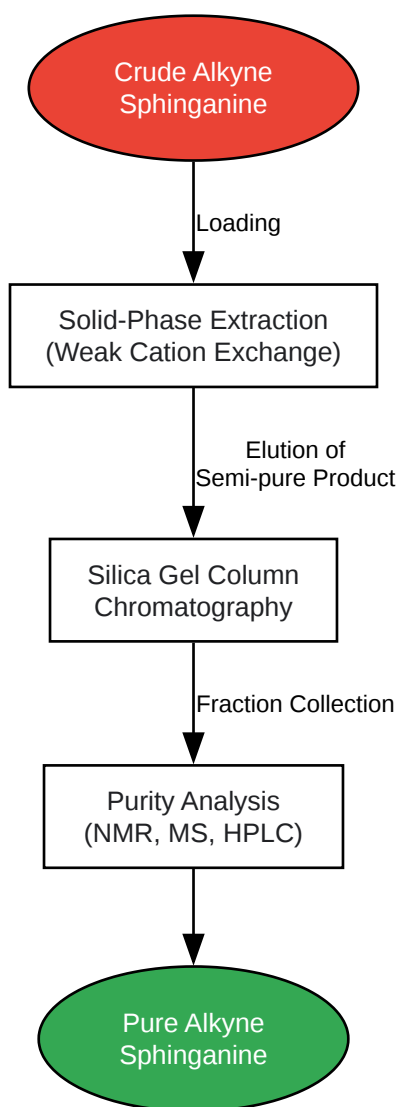 Crude Alkyne
Sphinganine
Loading
Solid-Phase Extraction
(Weak Cation Exchange)
Elution of
Semi-pure Product
Silica Gel Column
Chromatography
Fraction Collection
Purity Analysis
(NMR, MS, HPLC)
Pure Alkyne
Sphinganine